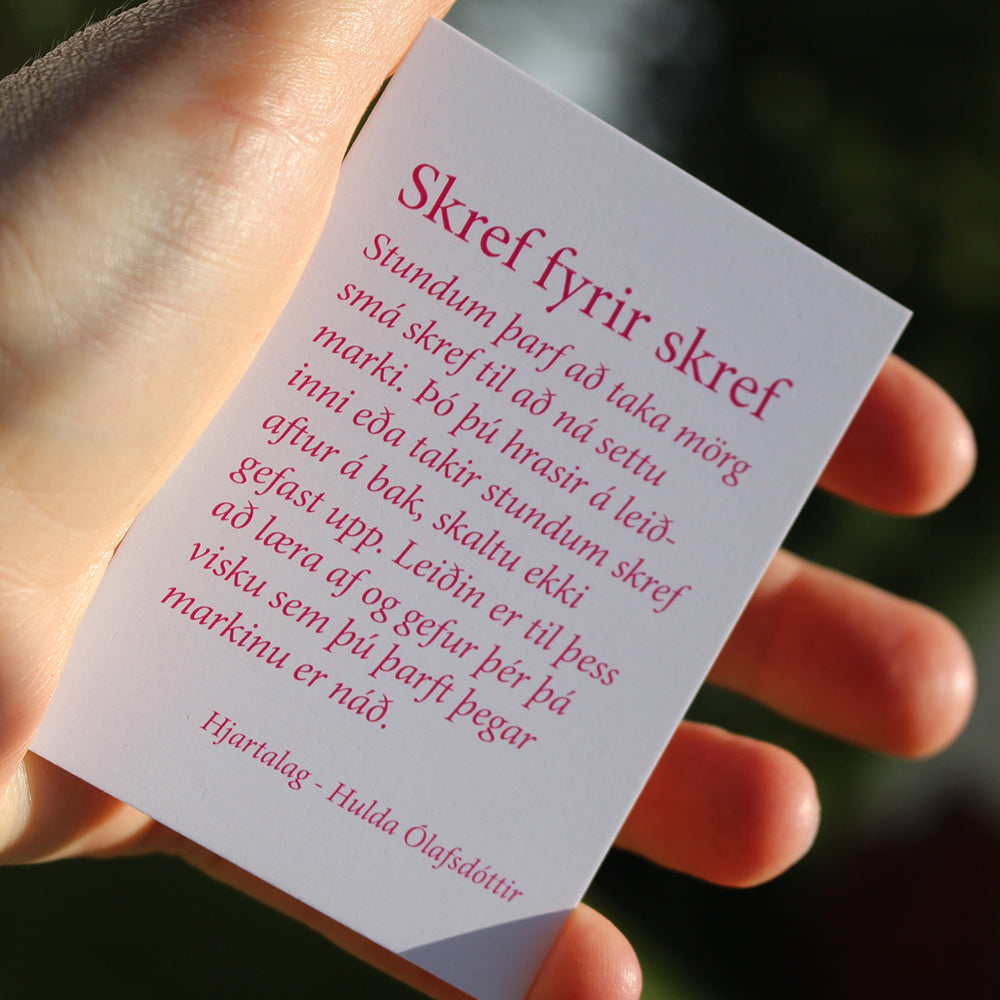 Skref fyrir skref
Stundum þarf að taka mörg
smá skref til að ná settu
marki. Þó þú hrasir á leið-
inni eða takir stundum skref
aftur á bak, skaltu ekki
gefast upp. Leiðin er til þess
að læra af og gefur þér þá
visku sem þú þarft þegar
markinu er náð.
Hjartalag - Hulda Ólafsdóttir